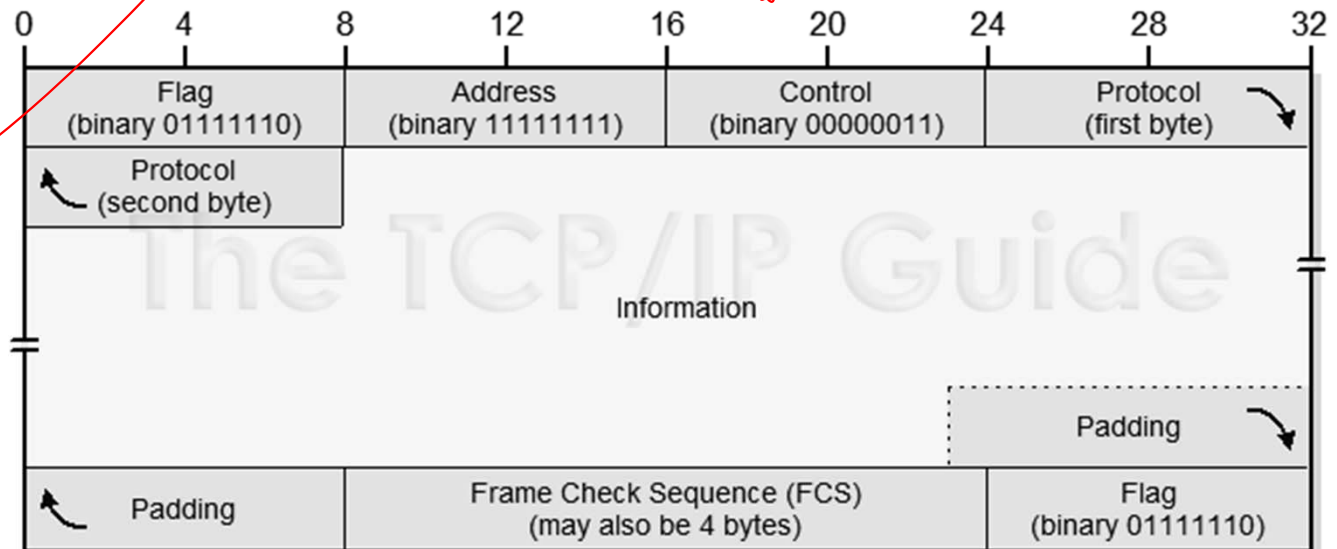 0 4 8 12 16 20 24 28 32
Flag Address Control Protocol
(binary 01111110) (binary 11111111) (binary 00000011) (first byte)
Protocol
(second byte)
The TCP/IP Guide
Information
Padding
Padding
Frame Check Sequence (FCS)
(may also be 4 bytes)
Flag
(binary 01111110)